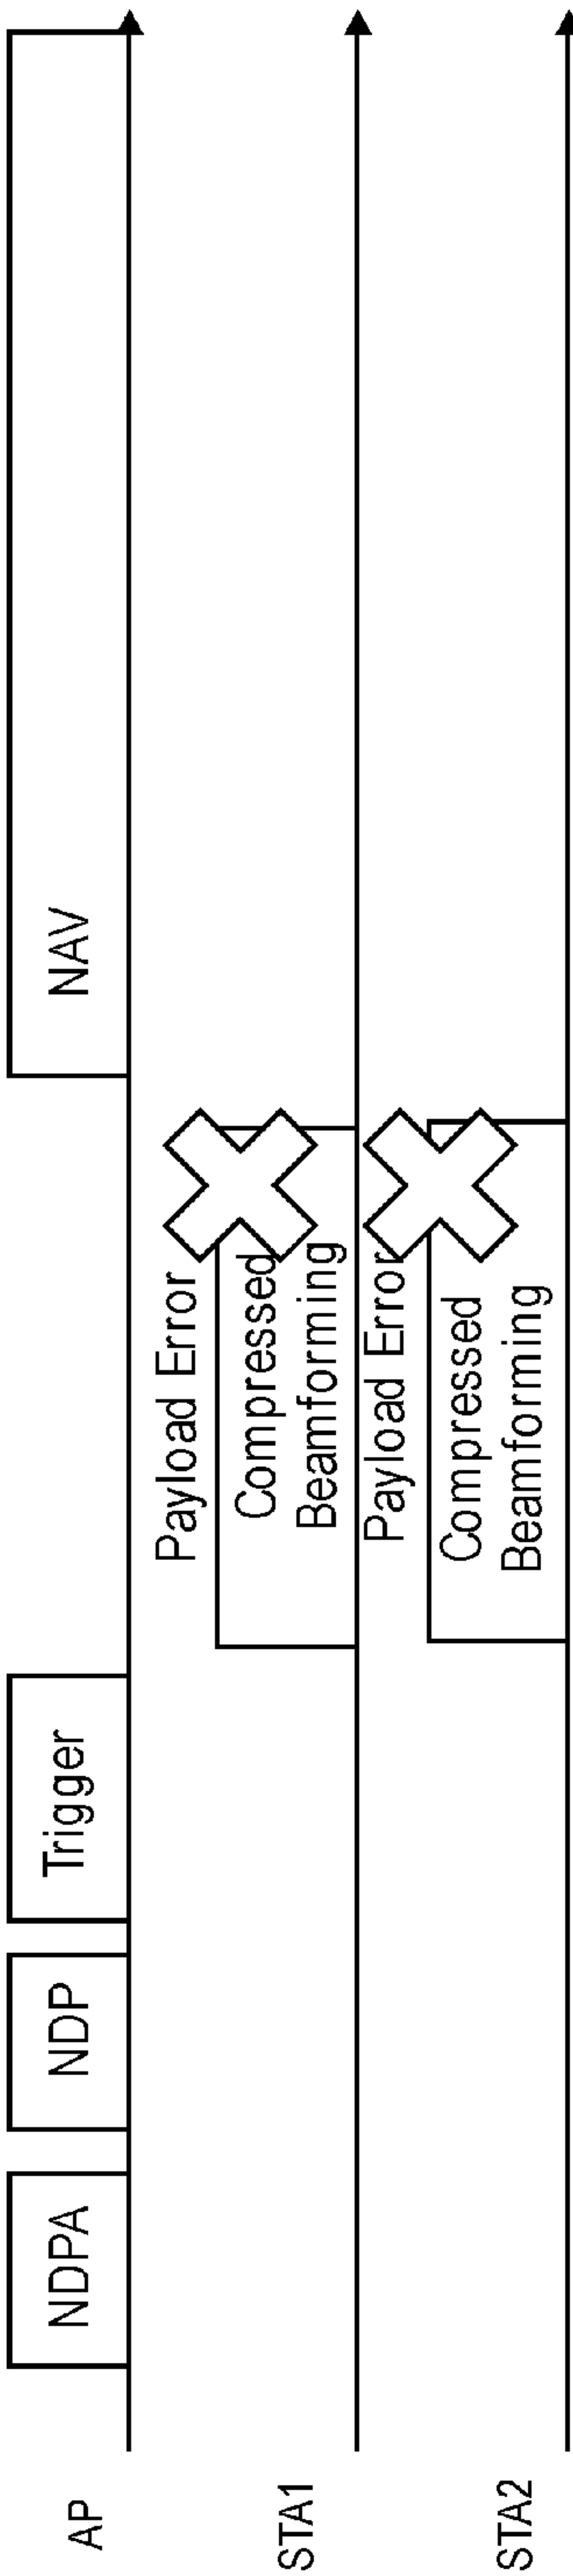 AP
NDPA
NDP
Trigger
NAV
STA1
Payload Error
Compressed
Beamforming
STA2
Payload Error
Compressed
Beamforming